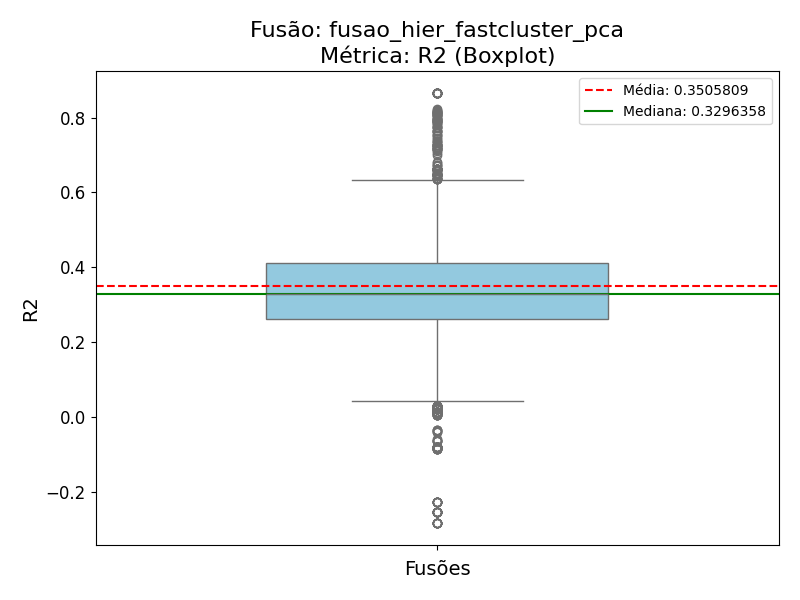 Fusão: fusao_hier_fastcluster_pca
Métrica: R2 (Boxplot)
Média: 0.3505809
Mediana: 0.3296358
0.8
0.6
0.4
0.2
0.0
−0.2
R2
Fusões